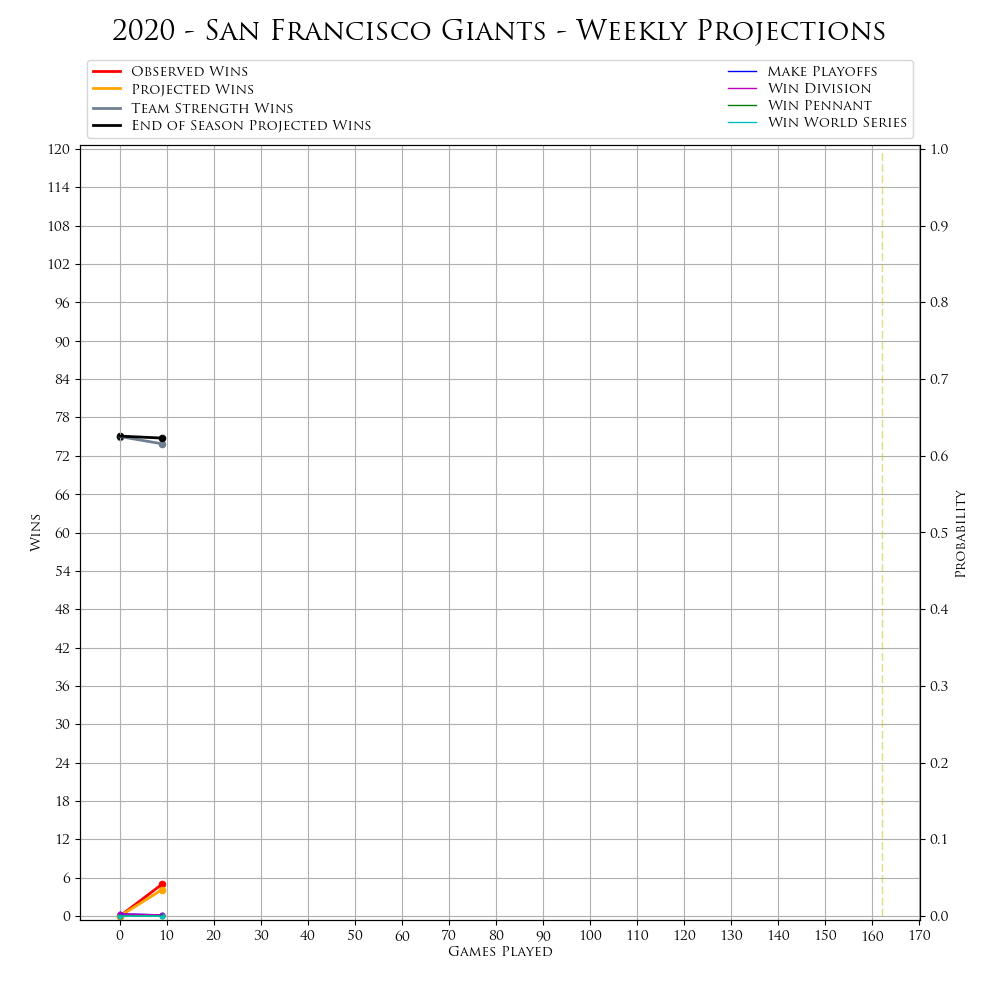 2020 - San Francisco Giants - Weekly Projections
Observed Wins
Projected Wins
Team Strength Wins
End of Season Projected Wins
Make Playoffs
Win Division
Win Pennant
Win World Series
120
114
108
102
96
90
84
78
72
66
60
54
48
42
36
30
24
18
12
6
0
Wins
1.0
0.9
0.8
0.7
0.6
0.5
0.4
0.3
0.2
0.1
0.0
Probability
0 10 20 30 40 50 60 70 80 90 100 110 120 130 140 150 160 170
Games Played